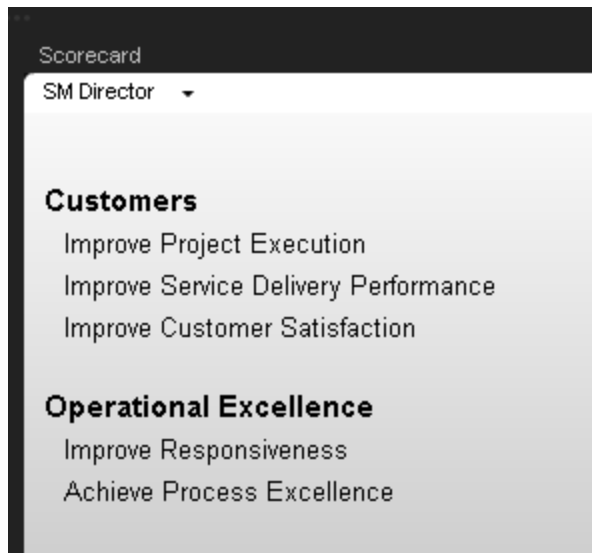 Scorecard
SM Director
Customers
Improve Project Execution
Improve Service Delivery Performance
Improve Customer Satisfaction
Operational Excellence
Improve Responsiveness
Achieve Process Excellence